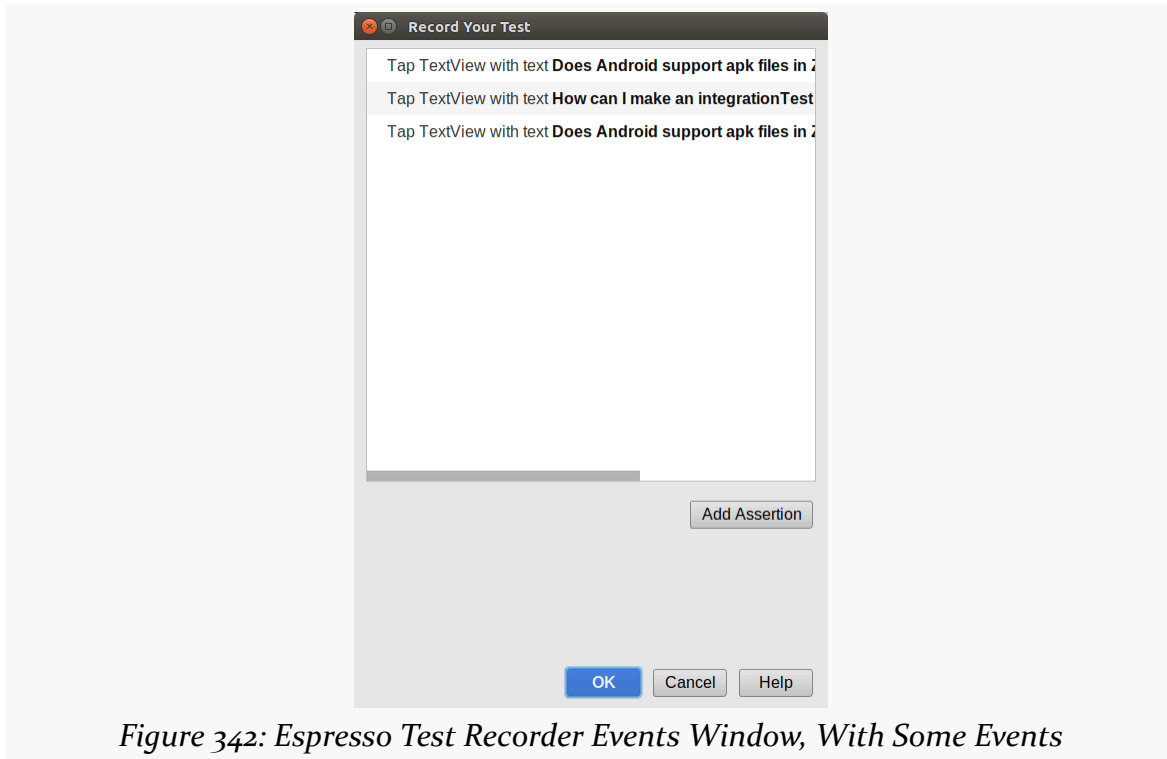 Record Your Test
Tap TextView with text Does Android support apk files in
Tap TextView with text How can I make an integrationTest
Tap TextView with text Does Android support apk files in
Add Assertion
OK Cancel Help
Figure 342: Espresso Test Recorder Events Window, With Some Events